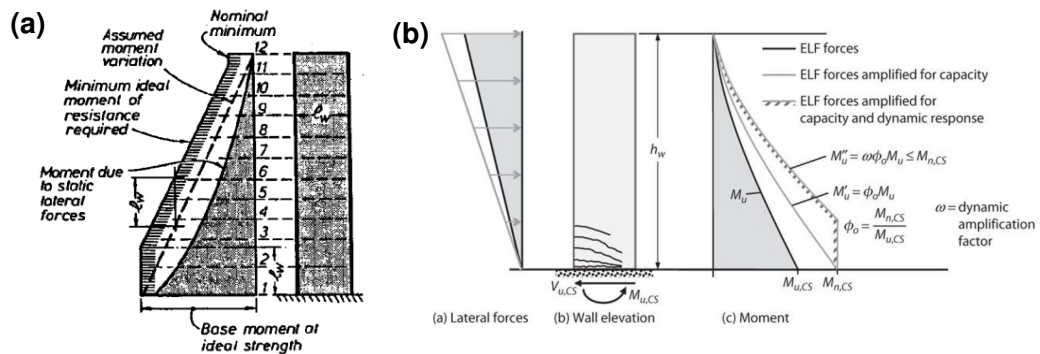 (a)
Nominal
minimum
Assumed
moment
variation
Minimum ideal
moment of
resistance
required
Moment due
to static
lateral
forces
12
11
10
9
8
7
6
5
4
3
2
1
ℓw
ℓw
ℓw
Base moment at
ideal strength
(b)
hw
Vu,CS
Mu,CS
(a) Lateral forces
(b) Wall elevation
(c) Moment
ELF forces
ELF forces amplified for capacity
ELF forces amplified for
capacity and dynamic response
M″u = ωϕoMu ≤ Mn,CS
Mu
M′u = ϕoMu
ϕo = Mn,CS / Mu,CS
ω = dynamic
amplification
factor
Mu,CS
Mn,CS